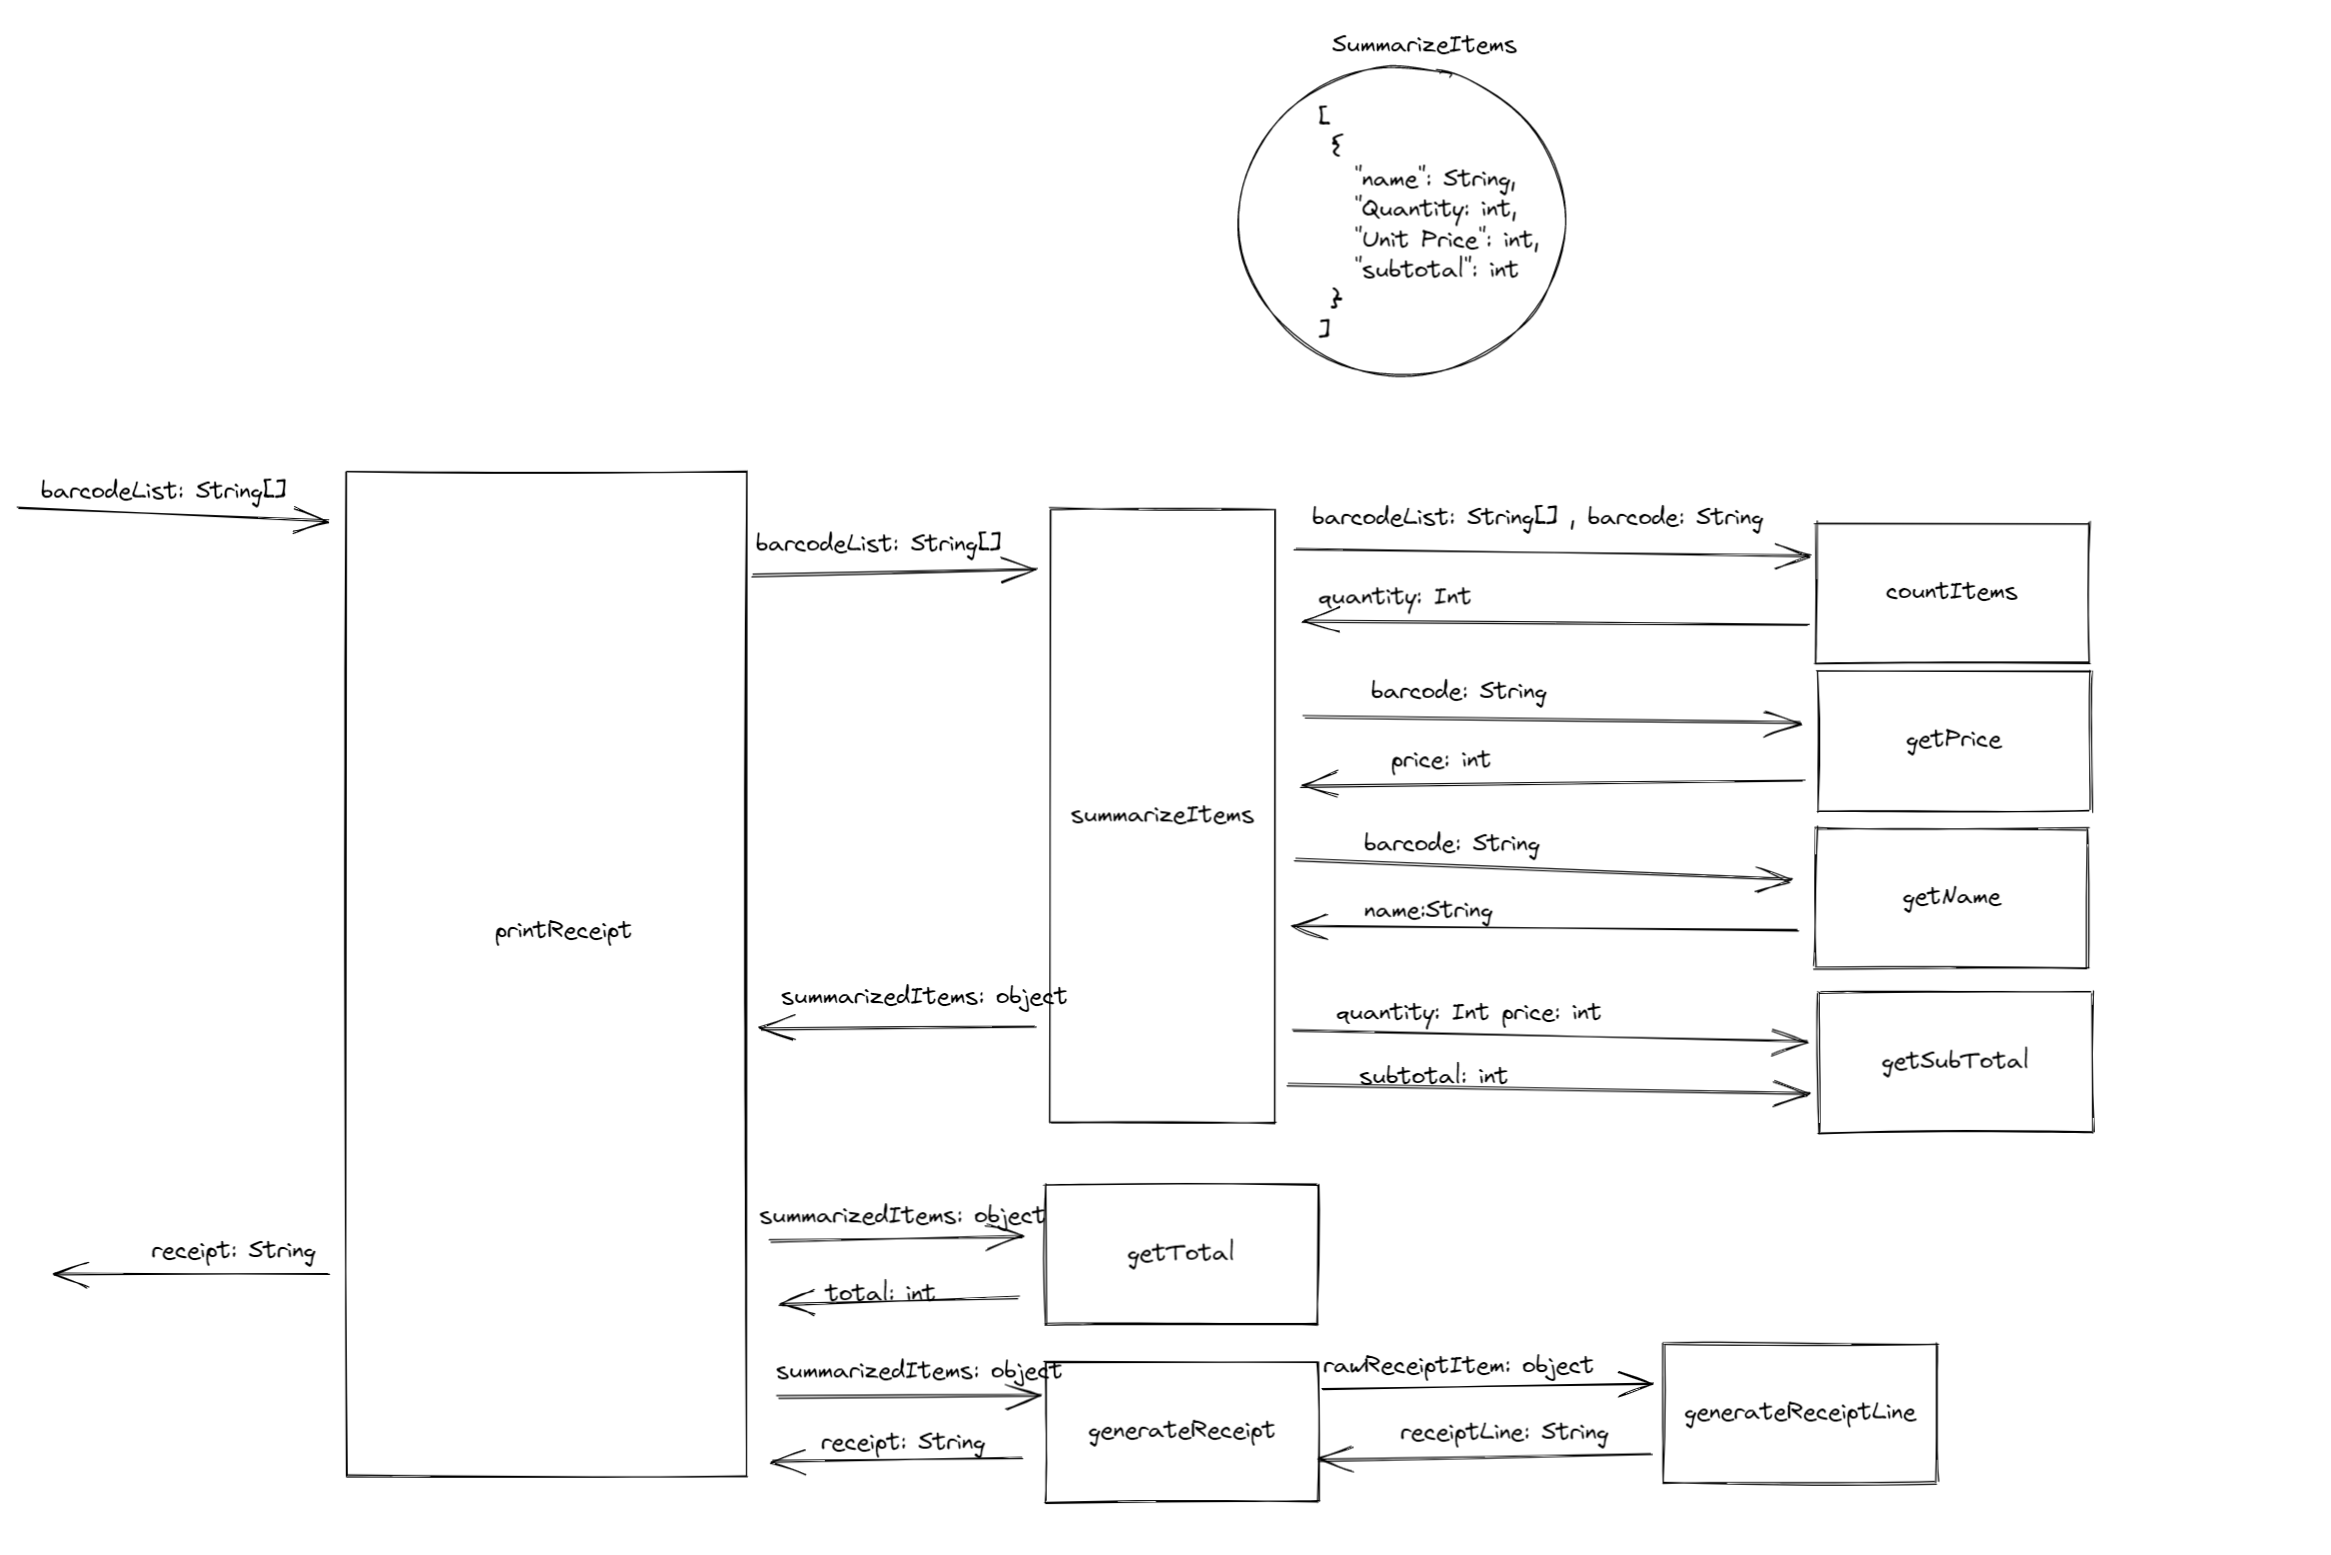 SummarizeItems
[
{
"name": String,
"Quantity: int,
"Unit Price": int,
"subtotal": int
}
]
barcodeList: String[]
barcodeList: String[]
barcodeList: String[] , barcode: String
countItems
quantity: Int
barcode: String
getPrice
price: int
summarizeItems
barcode: String
getName
name:String
printReceipt
summarizedItems: object
quantity: Int price: int
getSubTotal
subtotal: int
summarizedItems: object
receipt: String
getTotal
total: int
summarizedItems: object
rawReceiptItem: object
generateReceiptLine
generateReceipt
receipt: String
receiptLine: String